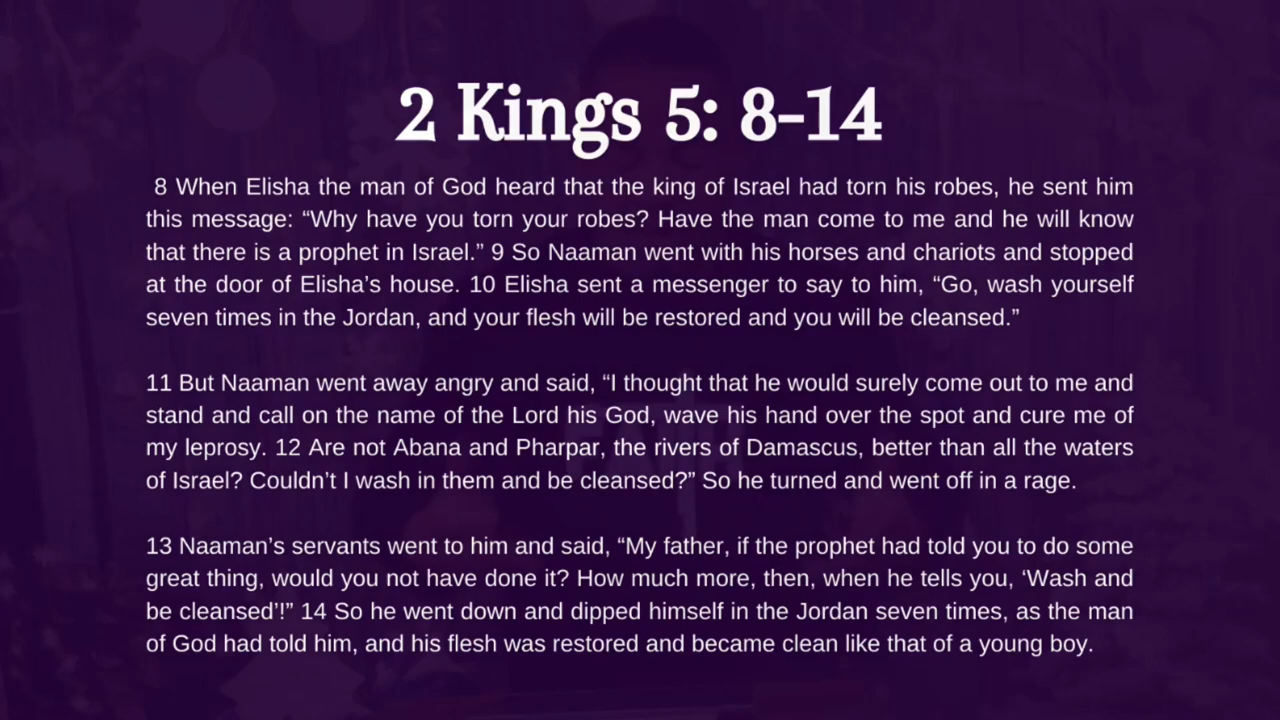 2 Kings 5: 8-14
8 When Elisha the man of God heard that the king of Israel had torn his robes, he sent him
this message: “Why have you torn your robes? Have the man come to me and he will know
that there is a prophet in Israel.” 9 So Naaman went with his horses and chariots and stopped
at the door of Elisha’s house. 10 Elisha sent a messenger to say to him, “Go, wash yourself
seven times in the Jordan, and your flesh will be restored and you will be cleansed.”
11 But Naaman went away angry and said, “I thought that he would surely come out to me and
stand and call on the name of the Lord his God, wave his hand over the spot and cure me of
my leprosy. 12 Are not Abana and Pharpar, the rivers of Damascus, better than all the waters
of Israel? Couldn’t I wash in them and be cleansed?” So he turned and went off in a rage.
13 Naaman’s servants went to him and said, “My father, if the prophet had told you to do some
great thing, would you not have done it? How much more, then, when he tells you, ‘Wash and
be cleansed’!” 14 So he went down and dipped himself in the Jordan seven times, as the man
of God had told him, and his flesh was restored and became clean like that of a young boy.